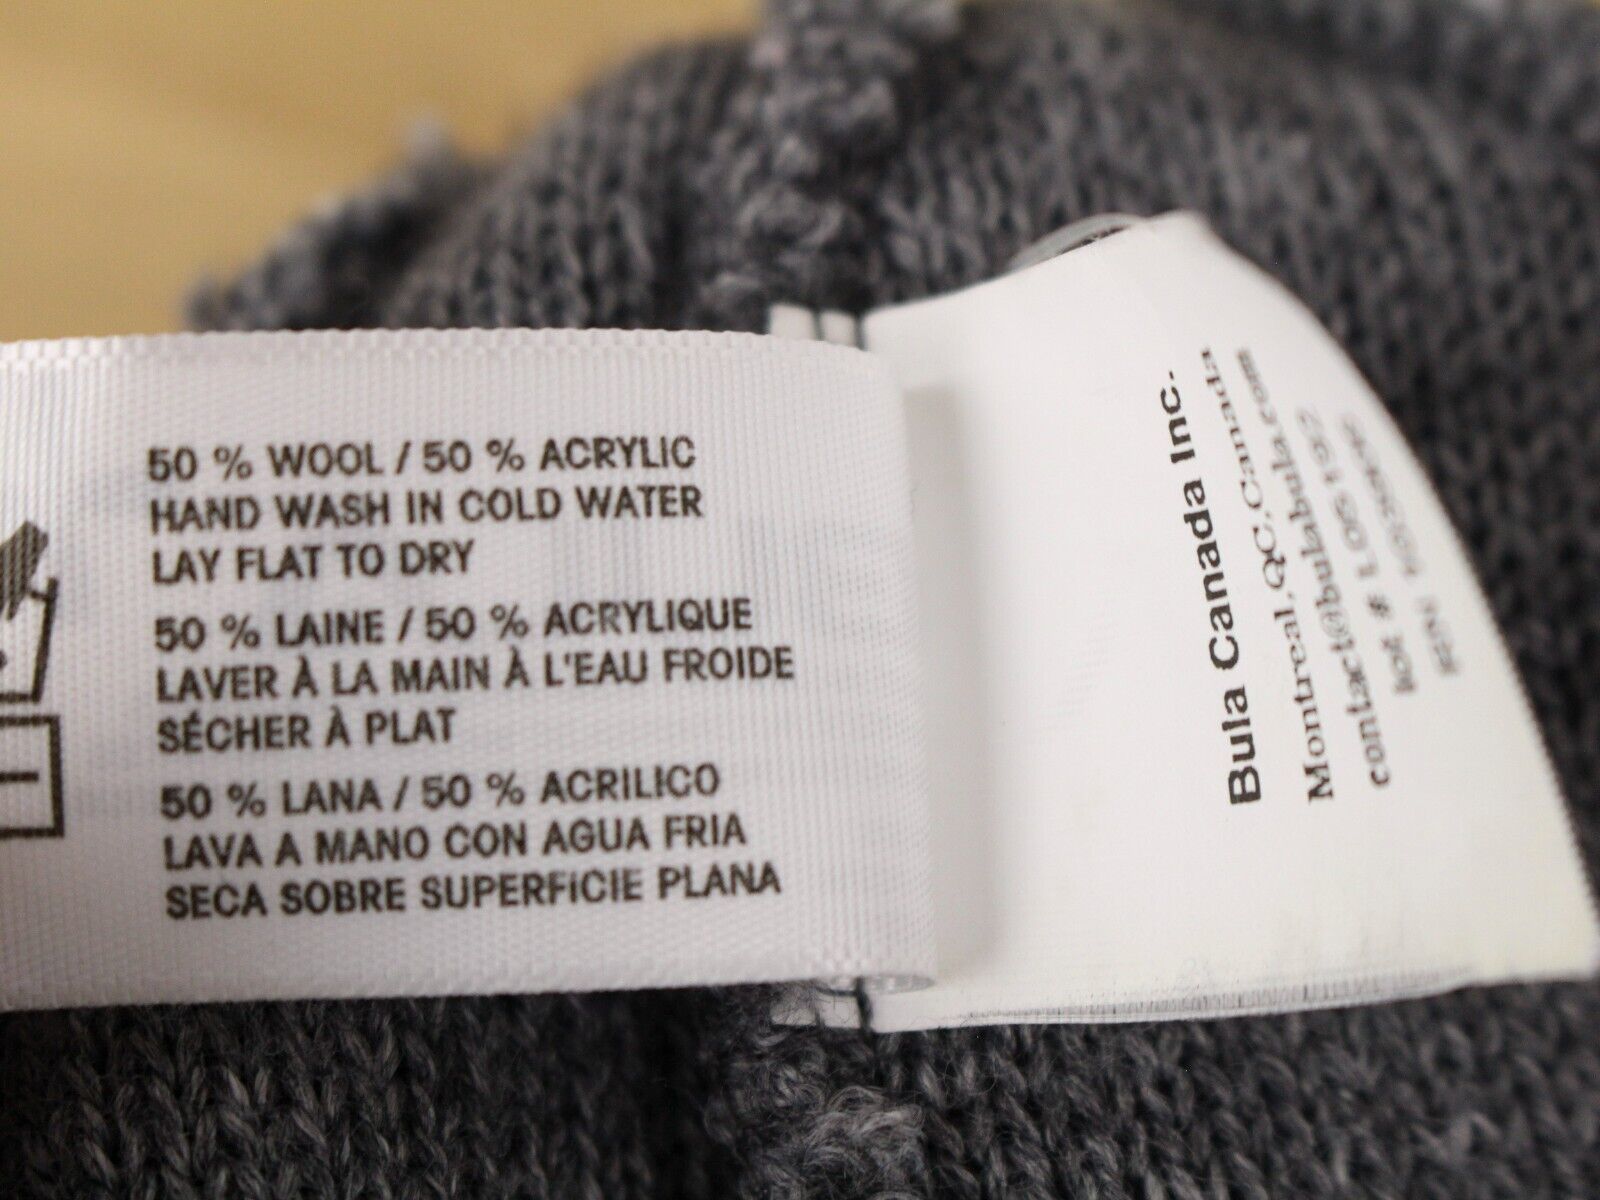 50 % WOOL / 50 % ACRYLIC
HAND WASH IN COLD WATER
LAY FLAT TO DRY
50 % LAINE / 50 % ACRYLIQUE
LAVER À LA MAIN À L'EAU FROIDE
SÉCHER À PLAT
50 % LANA / 50 % ACRILICO
LAVA A MANO CON AGUA FRIA
SECA SOBRE SUPERFICIE PLANA
Bula Canada Inc.
Montreal, QC, Canada
contact@bulabula.com
lot #